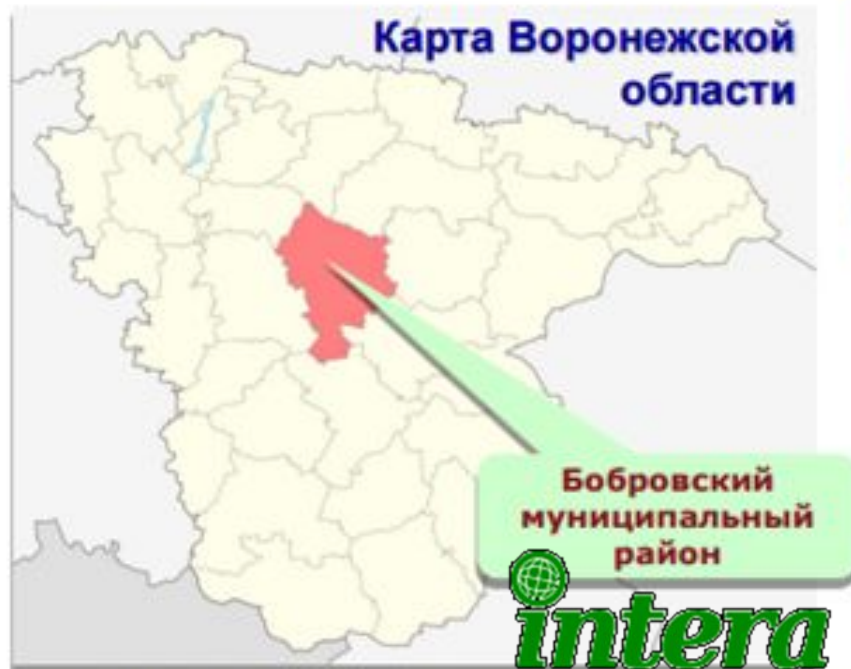 Карта Воронежской
области
Бобровский
муниципальный
район
intera